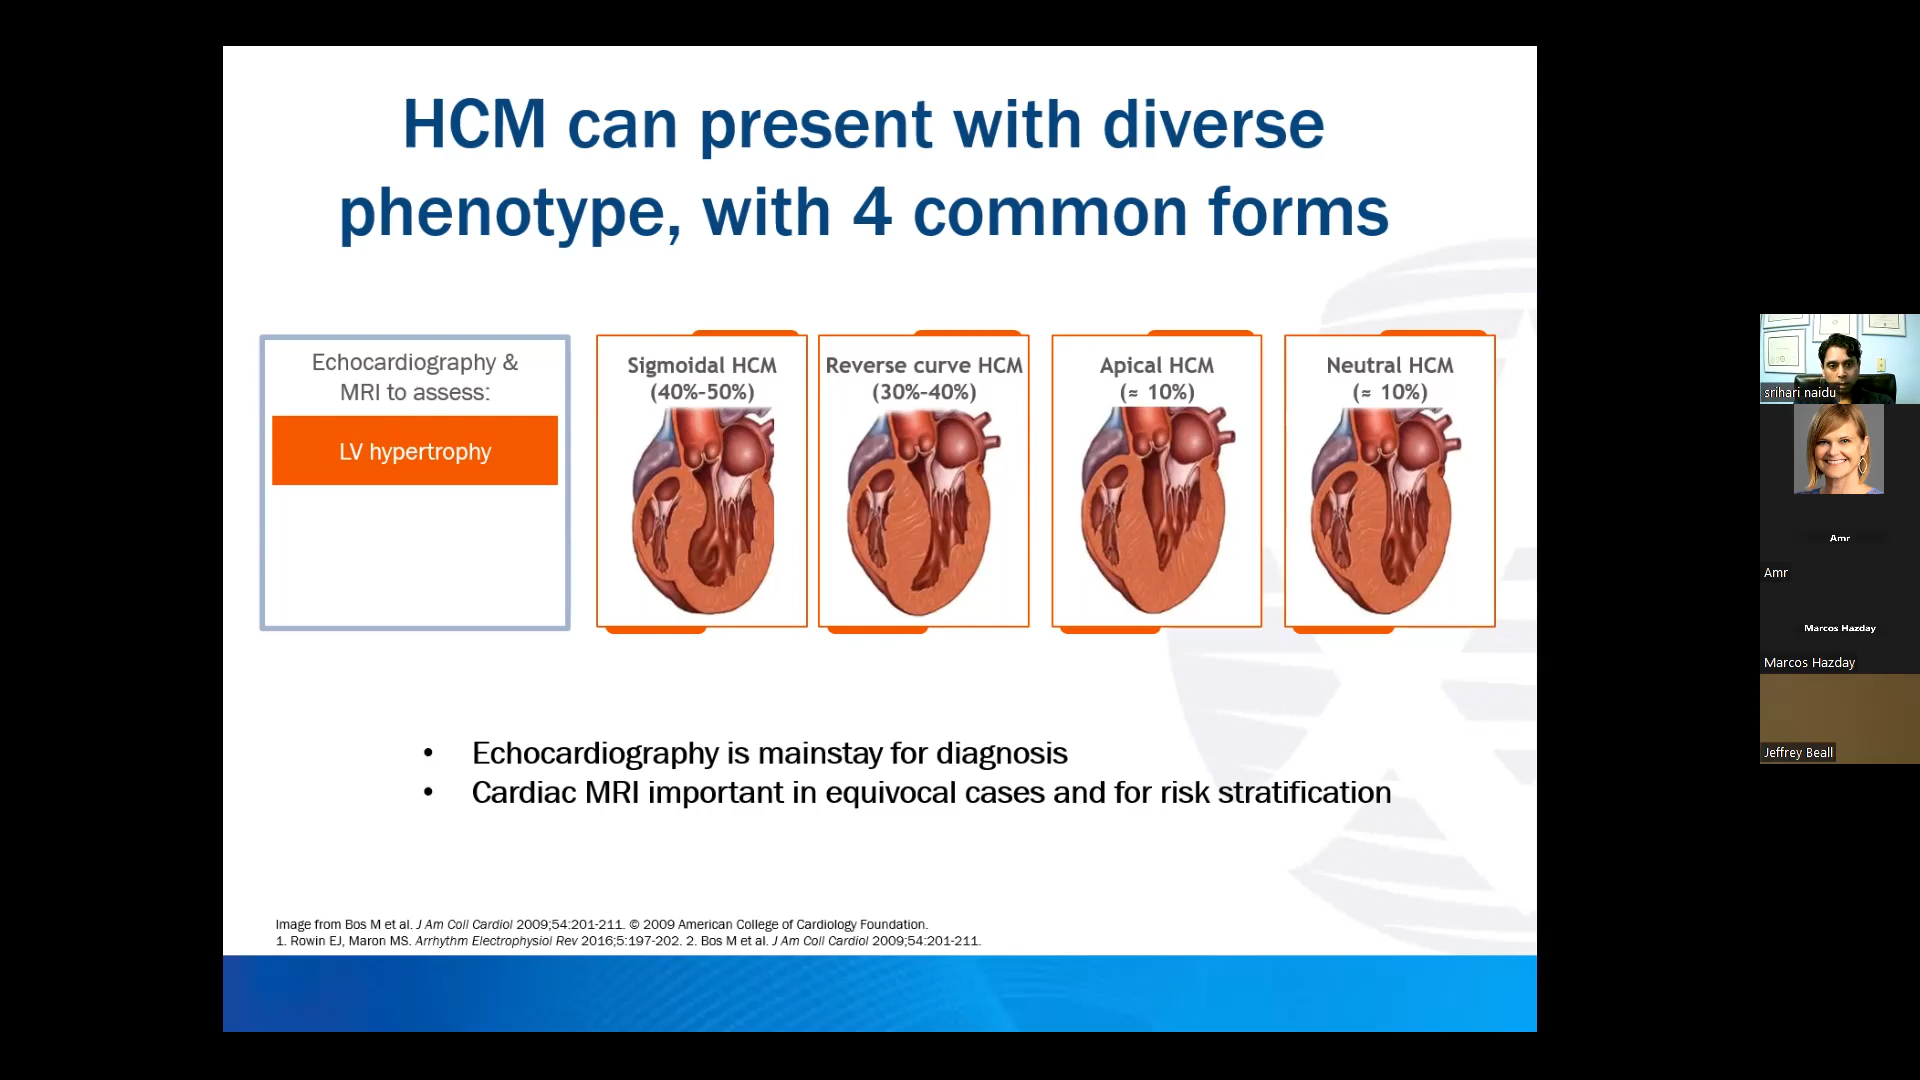 HCM can present with diverse
phenotype, with 4 common forms
Echocardiography &
MRI to assess:
LV hypertrophy
Sigmoidal HCM
(40%-50%)
Reverse curve HCM
(30%-40%)
Apical HCM
(≈ 10%)
Neutral HCM
(≈ 10%)
• Echocardiography is mainstay for diagnosis
• Cardiac MRI important in equivocal cases and for risk stratification
Image from Bos M et al. J Am Coll Cardiol 2009;54:201-211. © 2009 American College of Cardiology Foundation.
1. Rowin EJ, Maron MS. Arrhythm Electrophysiol Rev 2016;5:197-202. 2. Bos M et al. J Am Coll Cardiol 2009;54:201-211.
srihari naidu
Amr
Amr
Marcos Hazday
Marcos Hazday
Jeffrey Beall